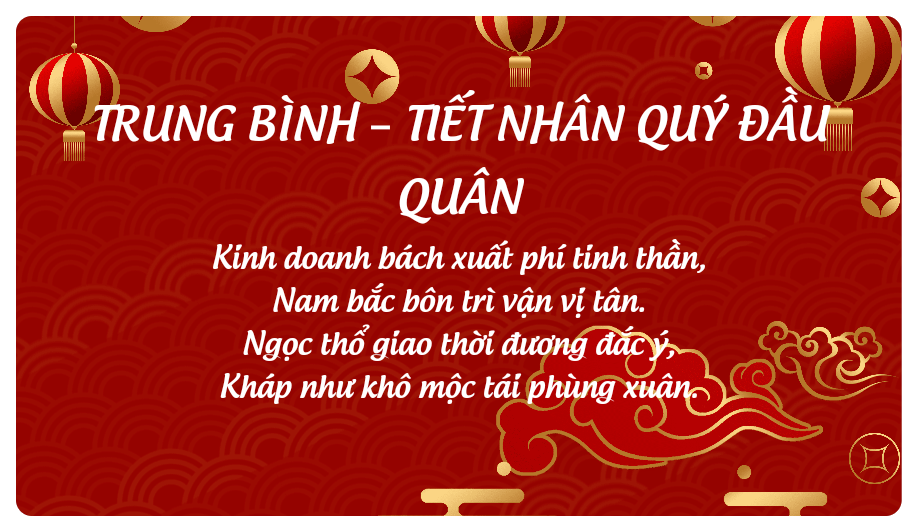 TRUNG BÌNH – TIẾT NHÂN QUÝ ĐẦU
QUÂN
Kinh doanh bách xuất phí tinh thần,
Nam bắc bôn trì vận vị tân.
Ngọc thổ giao thời đương đắc ý,
Kháp như khô mộc tái phùng xuân.